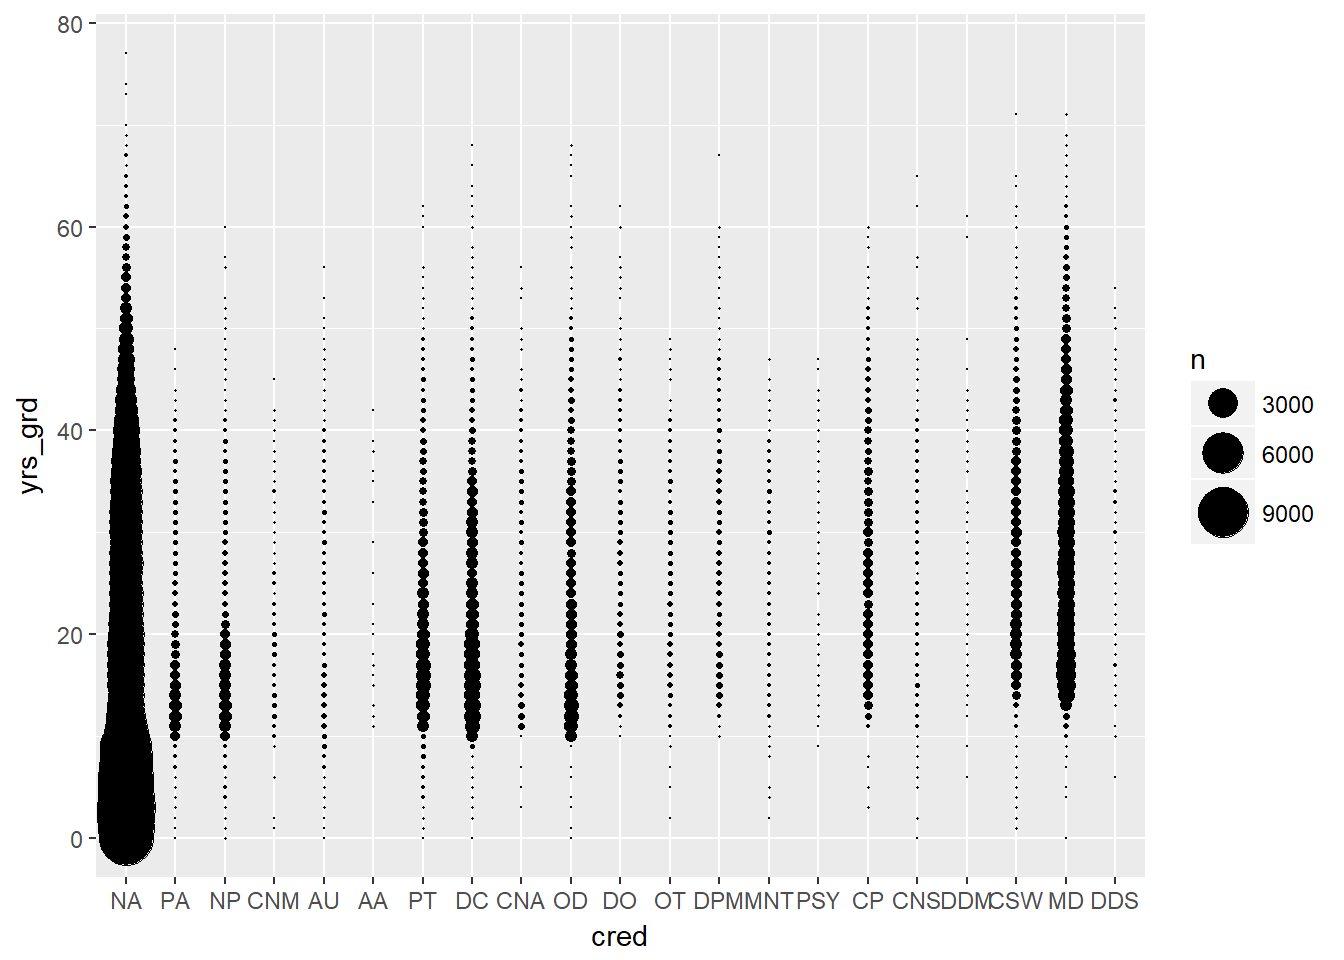 80
60
40
20
0
yrs_grd
NA PA NP CNM AU AA PT DC CNA OD DO OT DPM MNT PSY CP CNS DDM CSW MD DDS
cred
n
3000
6000
9000